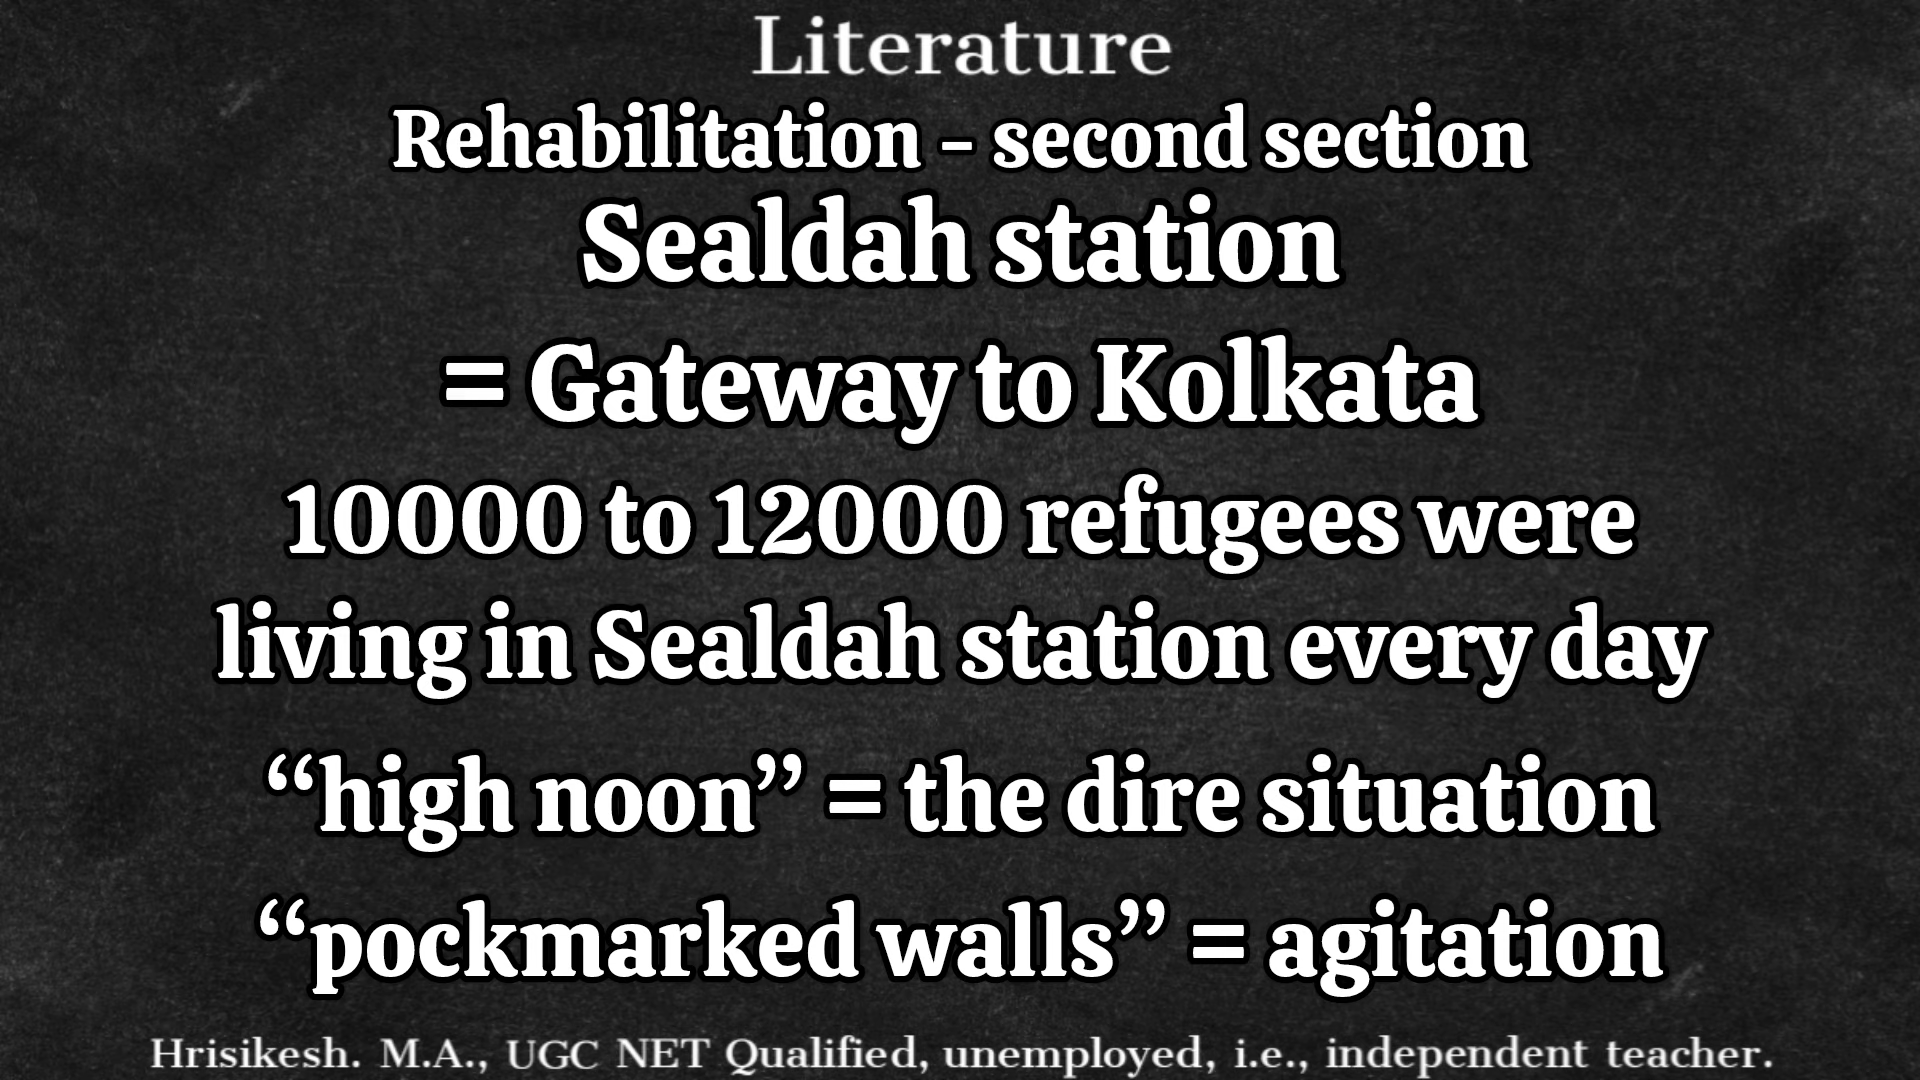 Literature
Rehabilitation – second section
Sealdah station
= Gateway to Kolkata
10000 to 12000 refugees were
living in Sealdah station every day
“high noon” = the dire situation
“pockmarked walls” = agitation
Hrisikesh. M.A., UGC NET Qualified, unemployed, i.e., independent teacher.